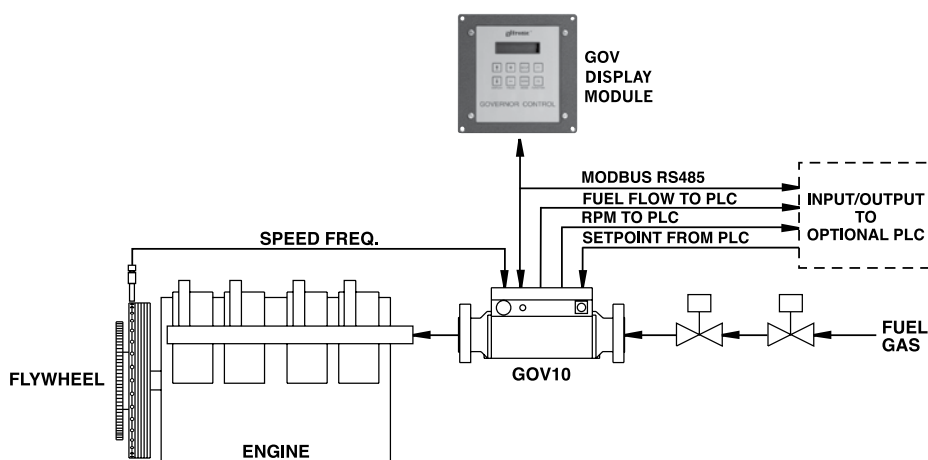 altronic
GOVERNOR CONTROL
GOV
DISPLAY
MODULE
MODBUS RS485
FUEL FLOW TO PLC
RPM TO PLC
SETPOINT FROM PLC
INPUT/OUTPUT
TO
OPTIONAL PLC
SPEED FREQ.
FUEL
GAS
GOV10
FLYWHEEL
ENGINE